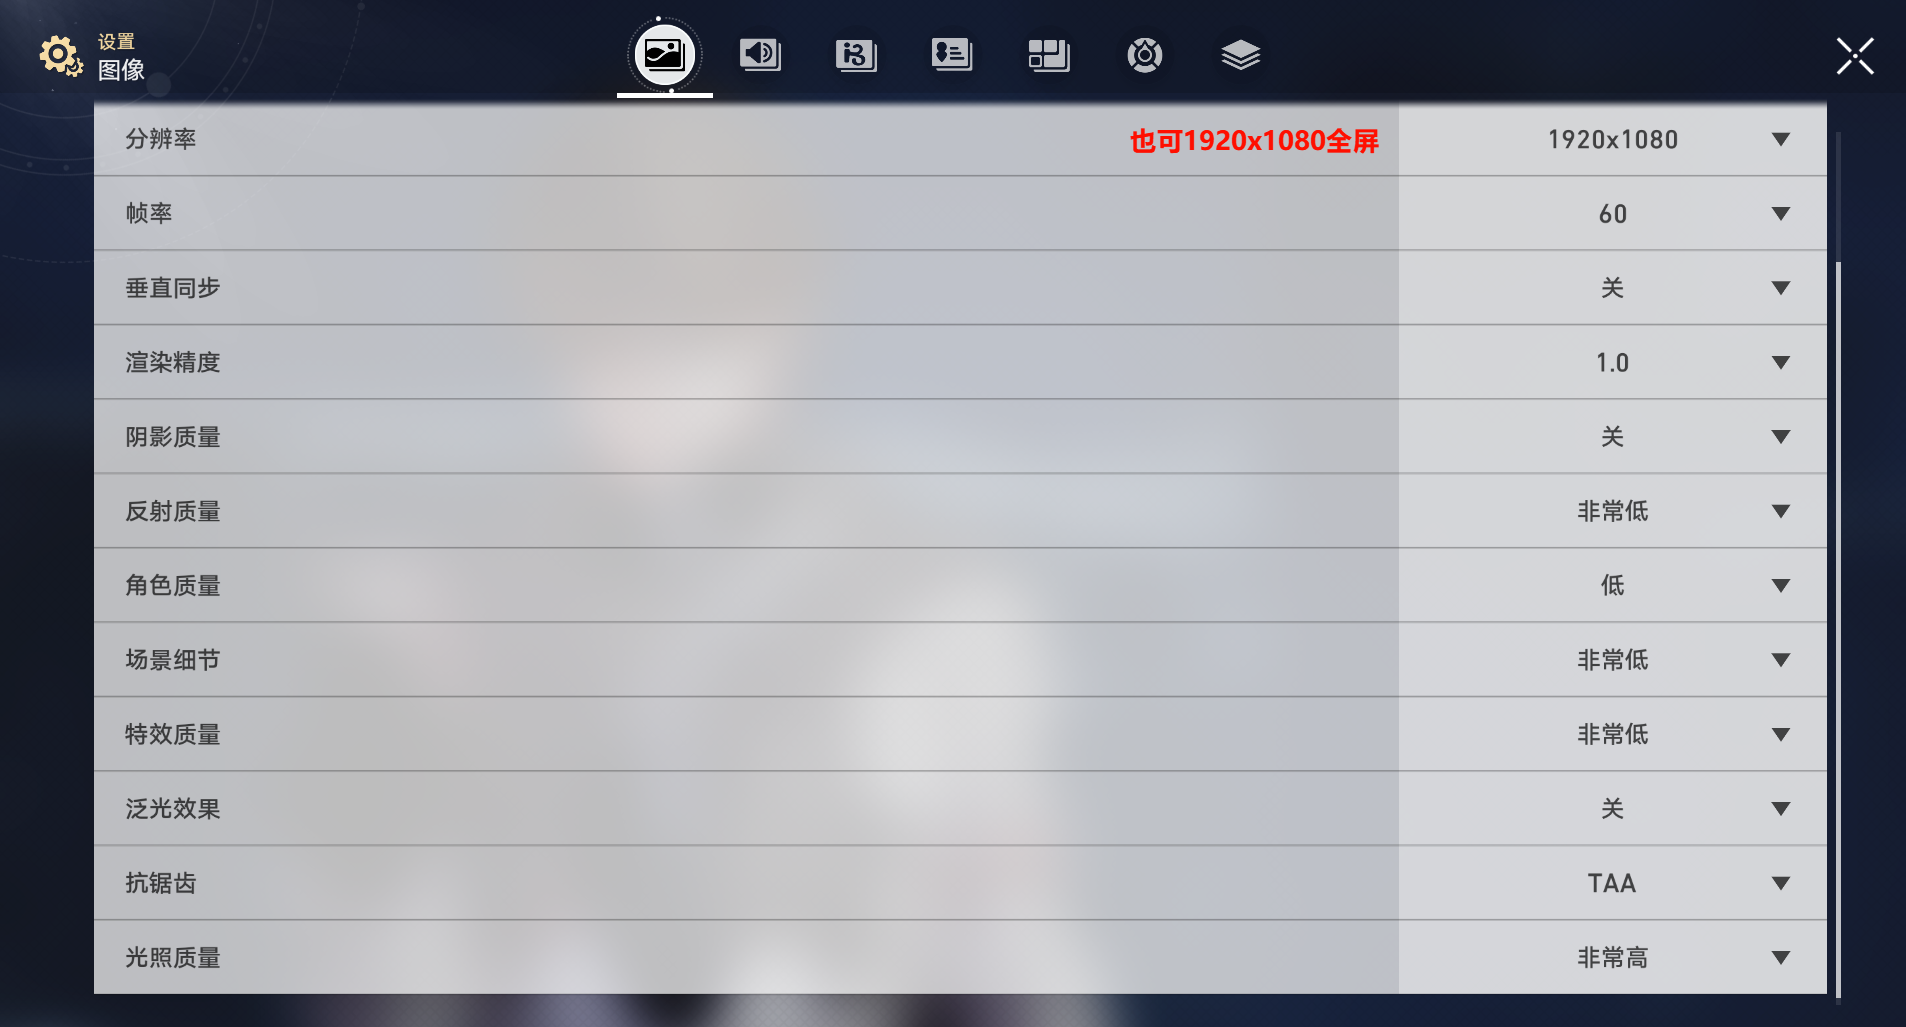 设置
图像
分辨率 也可1920x1080全屏 1920x1080
帧率 60
垂直同步 关
渲染精度 1.0
阴影质量 关
反射质量 非常低
角色质量 低
场景细节 非常低
特效质量 非常低
泛光效果 关
抗锯齿 TAA
光照质量 非常高